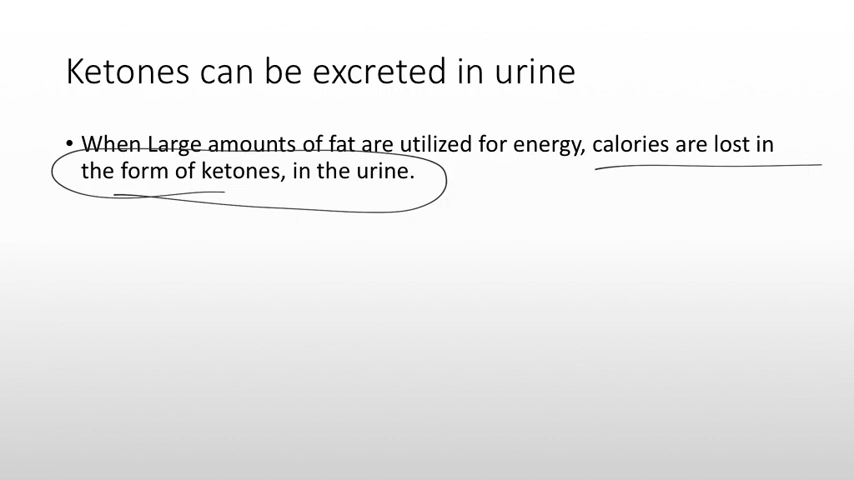 Ketones can be excreted in urine
• When Large amounts of fat are utilized for energy, calories are lost in
the form of ketones, in the urine.